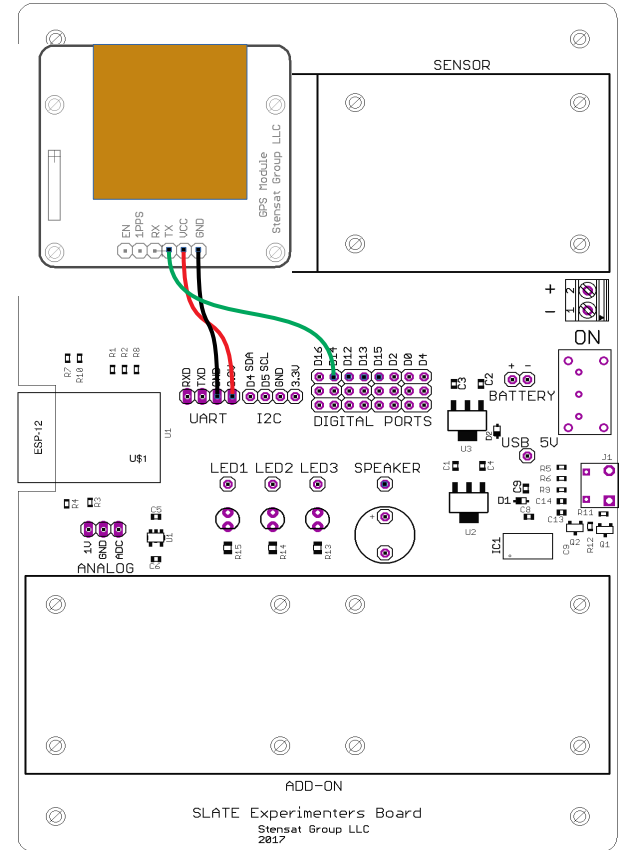 SENSOR
GPS Module
Stensat Group LLC
EN
1PPS
RX
TX
VCC
GND
+ 2
- 1
ON
R7
R10
R1
R2
R8
RXD
TXD
GND
3.3V
D4 SDA
D5 SCL
GND
3.3V
D16
D14
D12
D13
D15
D2
D0
D4
UART
I2C
DIGITAL PORTS
C3
C2
+ -
BATTERY
ESP-12
U$1
U1
U3
D2
USB 5V
LED1 LED2 LED3 SPEAKER
C1
C4
R5
R6
R9
C14
C13
J1
R4
R3
C5
U1
C6
1V
GND
ADC
ANALOG
R15
R14
R13
+
U2
C9
D1
C8
R11
IC1
C9
Q2
R12
Q1
ADD-ON
SLATE Experimenters Board
Stensat Group LLC
2017